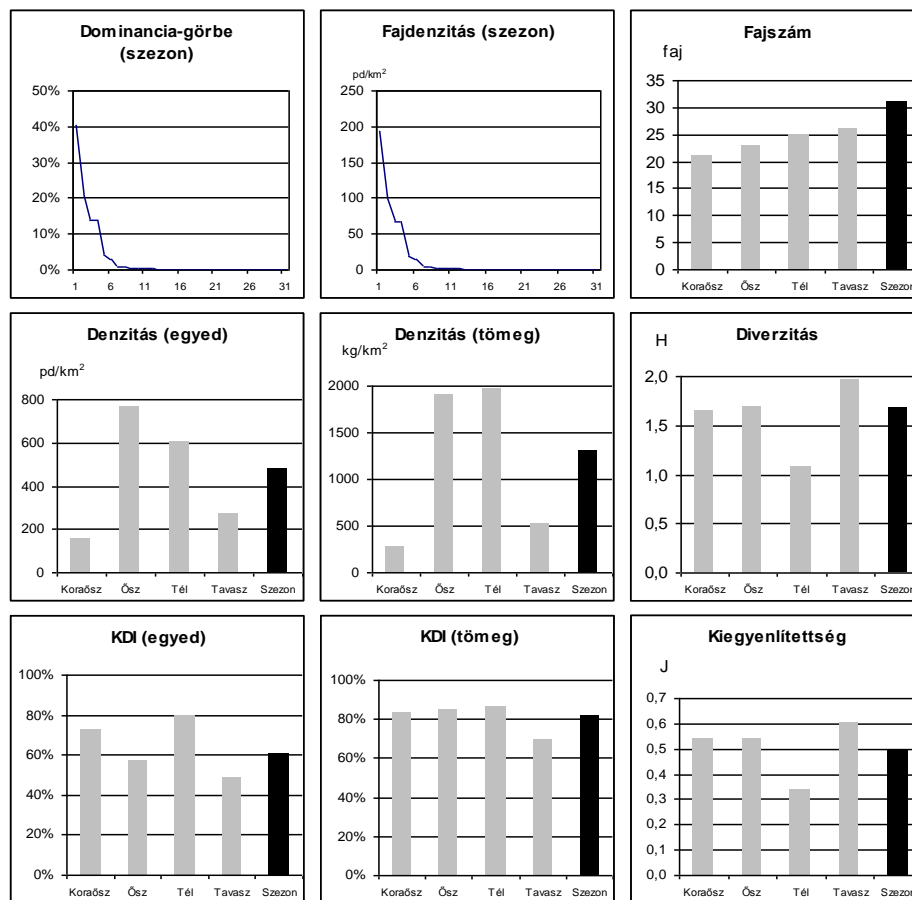 Dominancia-görbe
(szezon)
50%
40%
30%
20%
10%
0%
1 6 11 16 21 26 31
Fajdenzitás (szezon)
pd/km²
250
200
150
100
50
0
1 6 11 16 21 26 31
Fajszám
faj
35
30
25
20
15
10
5
0
Koraősz Ősz Tél Tavasz Szezon
Denzitás (egyed)
pd/km²
800
600
400
200
0
Koraősz Ősz Tél Tavasz Szezon
Denzitás (tömeg)
kg/km²
2000
1500
1000
500
0
Koraősz Ősz Tél Tavasz Szezon
Diverzitás
H
2,0
1,5
1,0
0,5
0,0
Koraősz Ősz Tél Tavasz Szezon
KDI (egyed)
100%
80%
60%
40%
20%
0%
Koraősz Ősz Tél Tavasz Szezon
KDI (tömeg)
100%
80%
60%
40%
20%
0%
Koraősz Ősz Tél Tavasz Szezon
Kiegyenlítettség
J
0,7
0,6
0,5
0,4
0,3
0,2
0,1
0,0
Koraősz Ősz Tél Tavasz Szezon